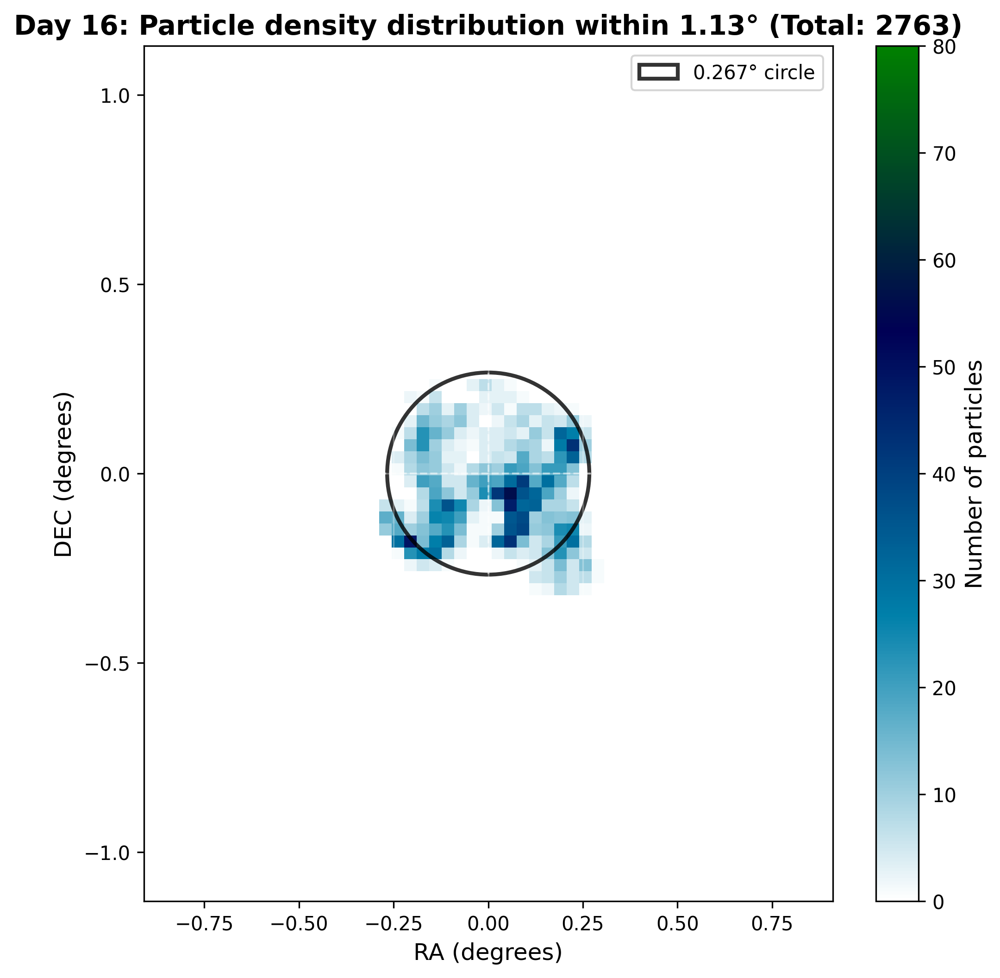 Day 16: Particle density distribution within 1.13° (Total: 2763)
0.267° circle
1.0
0.5
0.0
−0.5
−1.0
DEC (degrees)
−0.75 −0.50 −0.25 0.00 0.25 0.50 0.75
RA (degrees)
80
70
60
50
40
30
20
10
0
Number of particles